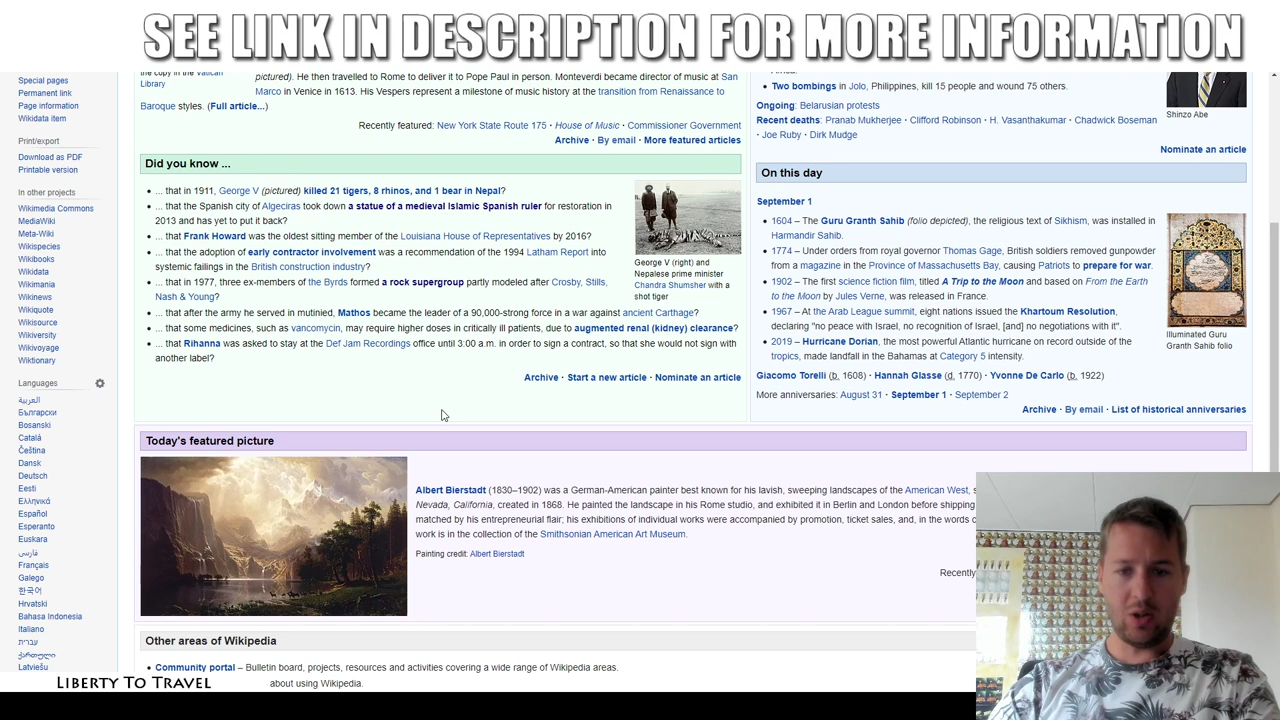 SEE LINK IN DESCRIPTION FOR MORE INFORMATION
Special pages
Permanent link
Page information
Wikidata item
Print/export
Download as PDF
Printable version
In other projects
Wikimedia Commons
MediaWiki
Meta-Wiki
Wikispecies
Wikibooks
Wikidata
Wikimania
Wikinews
Wikiquote
Wikisource
Wikiversity
Wikivoyage
Wiktionary
Languages
العربية
Български
Bosanski
Català
Čeština
Dansk
Deutsch
Eesti
Ελληνικά
Español
Esperanto
Euskara
فارسی
Français
Galego
한국어
Hrvatski
Bahasa Indonesia
Italiano
עברית
ქართული
Latviešu
the copy in the Vatican
Library
pictured). He then travelled to Rome to deliver it to Pope Paul in person. Monteverdi became director of music at San
Marco in Venice in 1613. His Vespers represent a milestone of music history at the transition from Renaissance to
Baroque styles. (Full article...)
Recently featured: New York State Route 175 · House of Music · Commissioner Government
Archive · By email · More featured articles
Did you know ...
... that in 1911, George V (pictured) killed 21 tigers, 8 rhinos, and 1 bear in Nepal?
... that the Spanish city of Algeciras took down a statue of a medieval Islamic Spanish ruler for restoration in
2013 and has yet to put it back?
... that Frank Howard was the oldest sitting member of the Louisiana House of Representatives by 2016?
... that the adoption of early contractor involvement was a recommendation of the 1994 Latham Report into
systemic failings in the British construction industry?
... that in 1977, three ex-members of the Byrds formed a rock supergroup partly modeled after Crosby, Stills,
Nash & Young?
... that after the army he served in mutinied, Mathos became the leader of a 90,000-strong force in a war against ancient Carthage?
... that some medicines, such as vancomycin, may require higher doses in critically ill patients, due to augmented renal (kidney) clearance?
... that Rihanna was asked to stay at the Def Jam Recordings office until 3:00 a.m. in order to sign a contract, so that she would not sign with
another label?
George V (right) and
Nepalese prime minister
Chandra Shumsher with a
shot tiger
Archive · Start a new article · Nominate an article
Two bombings in Jolo, Philippines, kill 15 people and wound 75 others.
Shinzo Abe
Ongoing: Belarusian protests
Recent deaths: Pranab Mukherjee · Clifford Robinson · H. Vasanthakumar · Chadwick Boseman
· Joe Ruby · Dirk Mudge
Nominate an article
On this day
September 1
1604 – The Guru Granth Sahib (folio depicted), the religious text of Sikhism, was installed in
Harmandir Sahib.
1774 – Under orders from royal governor Thomas Gage, British soldiers removed gunpowder
from a magazine in the Province of Massachusetts Bay, causing Patriots to prepare for war.
1902 – The first science fiction film, titled A Trip to the Moon and based on From the Earth
to the Moon by Jules Verne, was released in France.
1967 – At the Arab League summit, eight nations issued the Khartoum Resolution,
declaring "no peace with Israel, no recognition of Israel, [and] no negotiations with it".
2019 – Hurricane Dorian, the most powerful Atlantic hurricane on record outside of the
tropics, made landfall in the Bahamas at Category 5 intensity.
Illuminated Guru
Granth Sahib folio
Giacomo Torelli (b. 1608) · Hannah Glasse (d. 1770) · Yvonne De Carlo (b. 1922)
More anniversaries: August 31 · September 1 · September 2
Archive · By email · List of historical anniversaries
Today's featured picture
Albert Bierstadt (1830–1902) was a German-American painter best known for his lavish, sweeping landscapes of the American West,
Nevada, California, created in 1868. He painted the landscape in his Rome studio, and exhibited it in Berlin and London before shipping
matched by his entrepreneurial flair; his exhibitions of individual works were accompanied by promotion, ticket sales, and, in the words
work is in the collection of the Smithsonian American Art Museum.
Painting credit: Albert Bierstadt
Recently
Other areas of Wikipedia
Community portal – Bulletin board, projects, resources and activities covering a wide range of Wikipedia areas.
about using Wikipedia.
LIBERTY TO TRAVEL